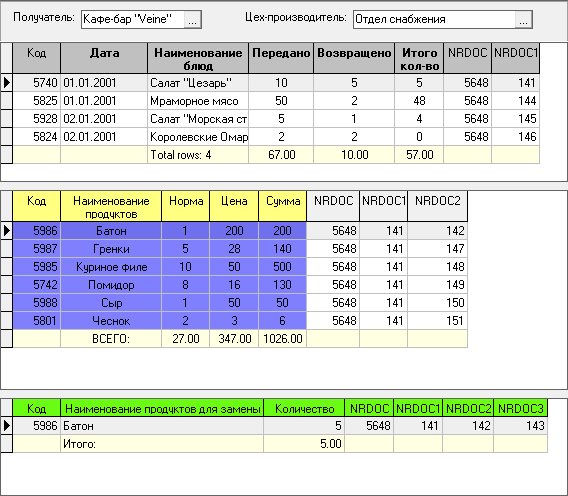 Получатель: Кафе-бар "Veine" ... Цех-производитель: Отдел снабжения ...
Код Дата Наименование блюд Передано Возвращено Итого кол-во NRDOC NRDOC1
5740 01.01.2001 Салат "Цезарь" 10 5 5 5648 141
5825 01.01.2001 Мраморное мясо 50 2 48 5648 144
5928 02.01.2001 Салат "Морская ст 5 1 4 5648 145
5824 02.01.2001 Королевские Омар 2 2 0 5648 146
Total rows: 4 67.00 10.00 57.00
Код Наименование продуктов Норма Цена Сумма NRDOC NRDOC1 NRDOC2
5986 Батон 1 200 200 5648 141 142
5987 Гренки 5 28 140 5648 141 147
5985 Куриное филе 10 50 500 5648 141 148
5742 Помидор 8 16 130 5648 141 149
5988 Сыр 1 50 50 5648 141 150
5801 Чеснок 2 3 6 5648 141 151
ВСЕГО: 27.00 347.00 1026.00
Код Наименование продуктов для замены Количество NRDOC NRDOC1 NRDOC2 NRDOC3
5986 Батон 5 5648 141 142 143
Итого: 5.00